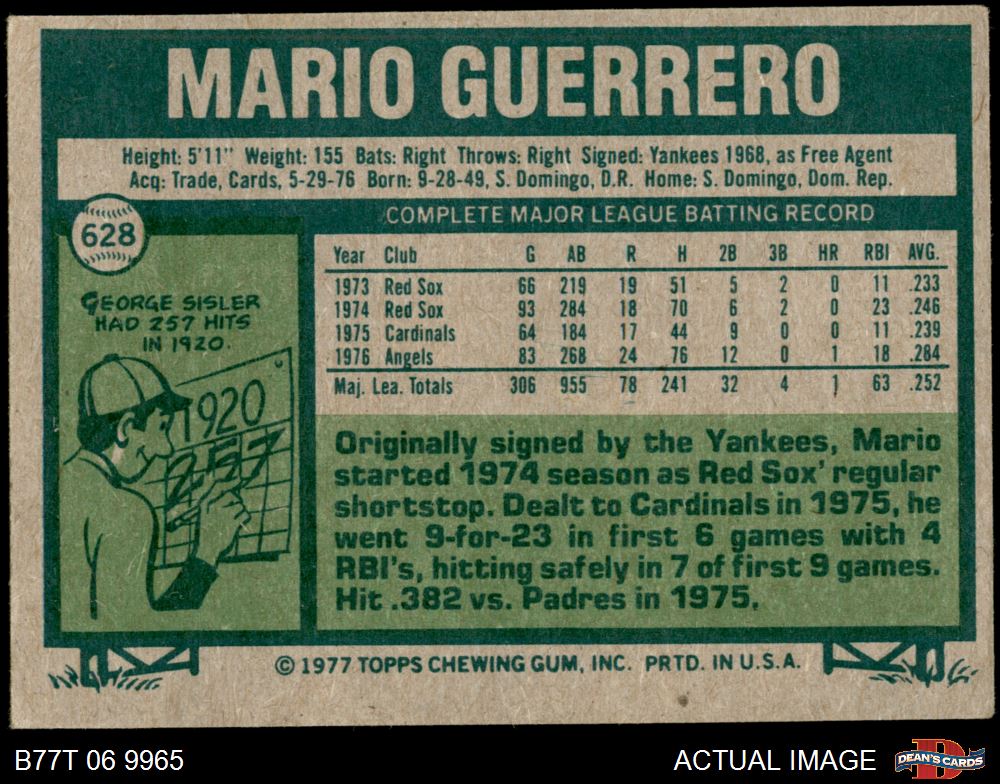 MARIO GUERRERO
Height: 5'11" Weight: 155 Bats: Right Throws: Right Signed: Yankees 1968, as Free Agent
Acq: Trade, Cards, 5-29-76 Born: 9-28-49, S. Domingo, D.R. Home: S. Domingo, Dom. Rep.
628
COMPLETE MAJOR LEAGUE BATTING RECORD
Year Club G AB R H 2B 3B HR RBI AVG.
1973 Red Sox 66 219 19 51 5 2 0 11 .233
1974 Red Sox 93 284 18 70 6 2 0 23 .246
1975 Cardinals 64 184 17 44 9 0 0 11 .239
1976 Angels 83 268 24 76 12 0 1 18 .284
Maj. Lea. Totals 306 955 78 241 32 4 1 63 .252
GEORGE SISLER
HAD 257 HITS
IN 1920.
1920
257
Originally signed by the Yankees, Mario
started 1974 season as Red Sox' regular
shortstop. Dealt to Cardinals in 1975, he
went 9-for-23 in first 6 games with 4
RBI's, hitting safely in 7 of first 9 games.
Hit .382 vs. Padres in 1975.
© 1977 TOPPS CHEWING GUM, INC. PRTD. IN U.S.A.
B77T 06 9965
ACTUAL IMAGE
DEAN'S CARDS